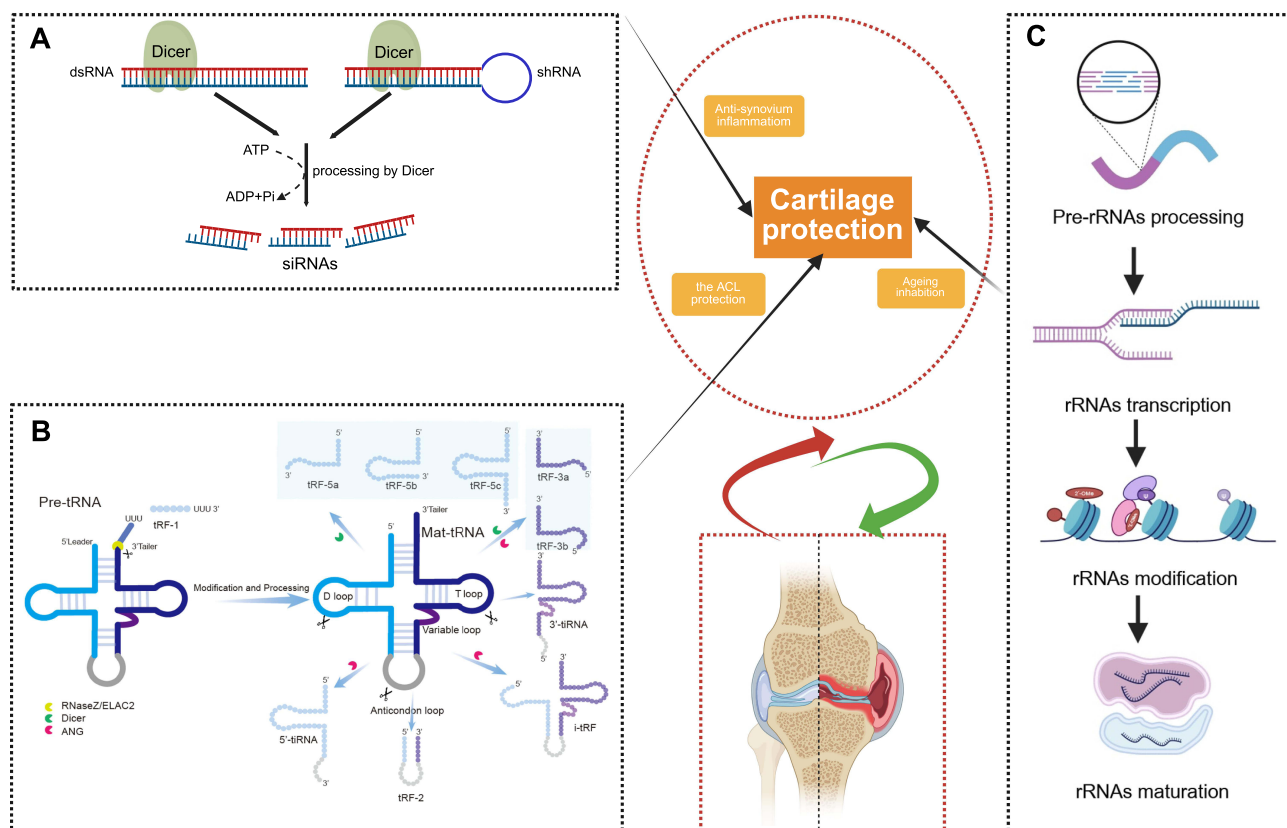 A
Dicer
Dicer
dsRNA
shRNA
ATP
processing by Dicer
ADP+Pi
siRNAs
Anti-synovium
inflammatiom
Cartilage
protection
the ACL
protection
Ageing
inhabition
C
Pre-rRNAs processing
rRNAs transcription
2'-OMe
Ψ
Ψ
rRNAs modification
rRNAs maturation
B
Pre-tRNA
UUU
UUU 3'
tRF-1
5'Leader
3'Tailer
Modification and Processing
5'
3'
tRF-5a
5'
3'
tRF-5b
5'
tRF-5c
3'
3'
tRF-3a
5'
3'
tRF-3b
5'
3'Tailer
5'
Mat-tRNA
D loop
T loop
Variable loop
Anticondon loop
3'
3'-tiRNA
5'
5'
3'
i-tRF
5'
5'-tiRNA
3'
5'
3'
tRF-2
RNaseZ/ELAC2
Dicer
ANG